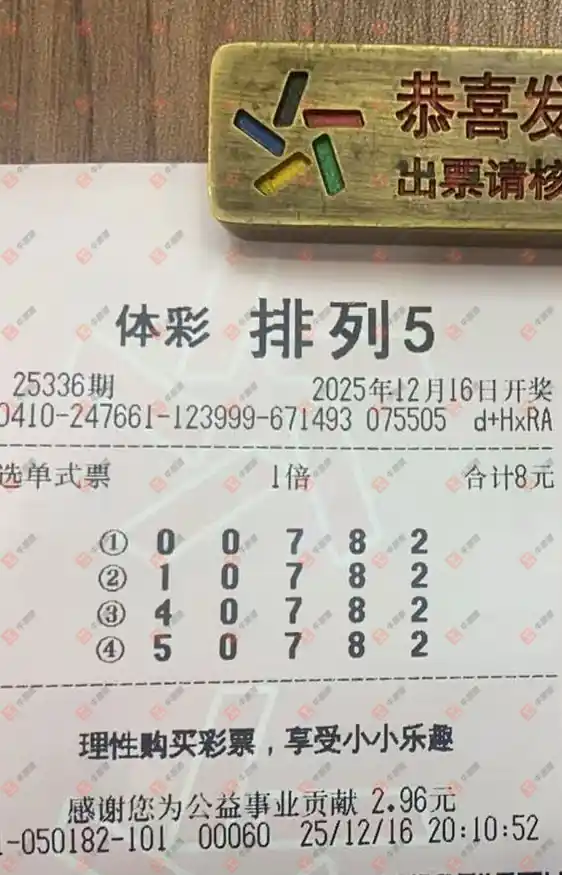 恭喜发
出票请核
体彩 排列5
25336期 2025年12月16日开奖
0410-247661-123999-671493 075505 d+HxRA
选单式票 1倍 合计8元
① 0 0 7 8 2
② 1 0 7 8 2
③ 4 0 7 8 2
④ 5 0 7 8 2
理性购买彩票，享受小小乐趣
感谢您为公益事业贡献 2.96元
1-050182-101 00060 25/12/16 20:10:52